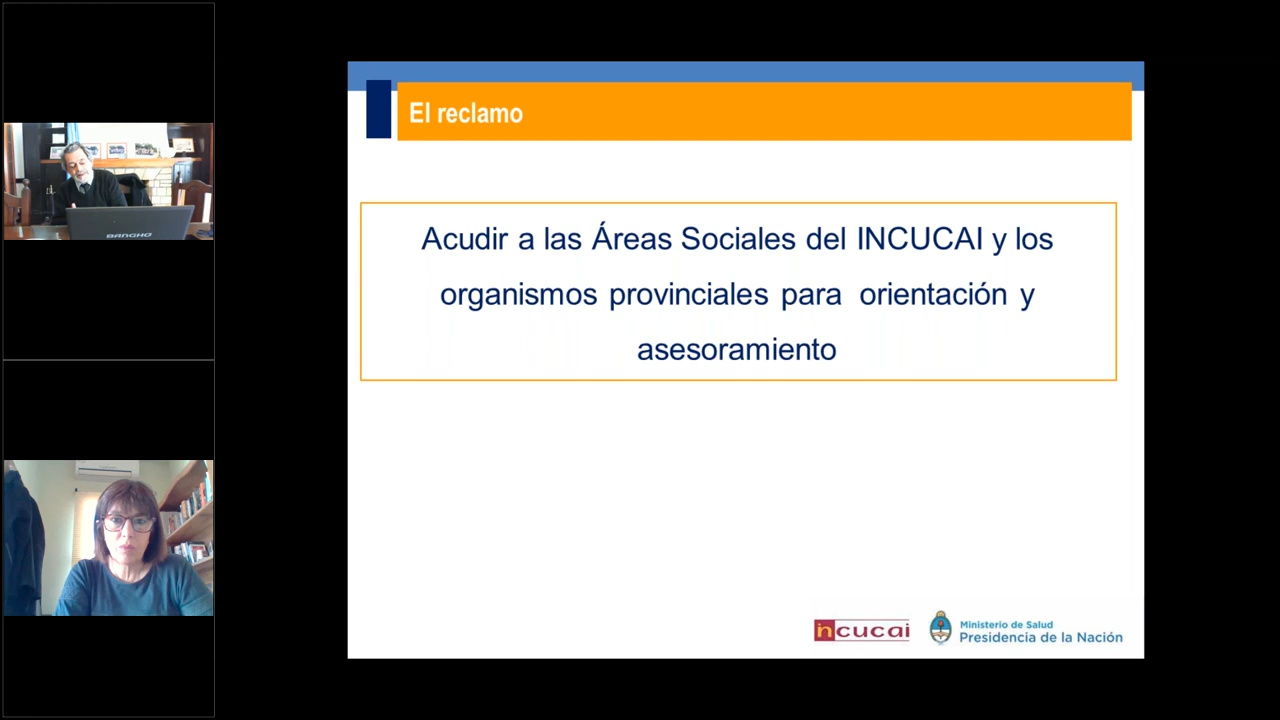 El reclamo
Acudir a las Áreas Sociales del INCUCAI y los
organismos provinciales para orientación y
asesoramiento
incucai
Ministerio de Salud
Presidencia de la Nación
BANGHO